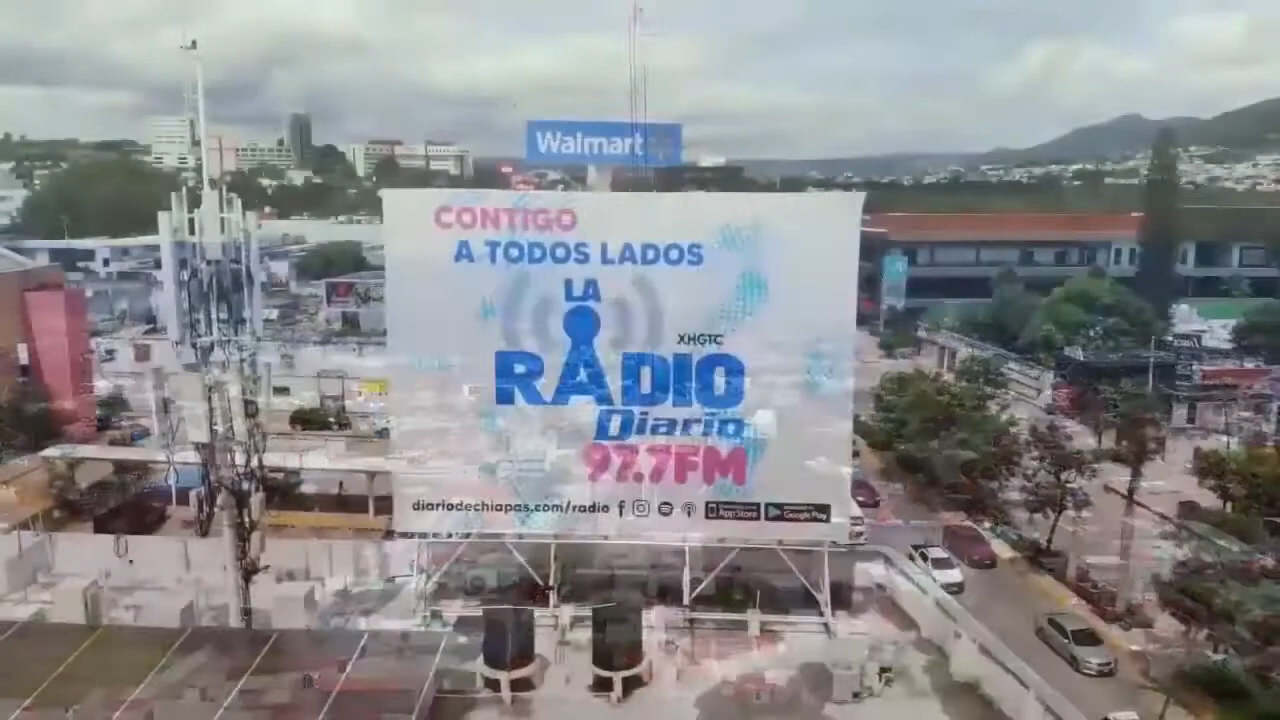 Walmart
CONTIGO
A TODOS LADOS
LA
XHGTC
RADIO
Diario
97.7FM
diariodechiapas.com/radio
App Store
Google Play